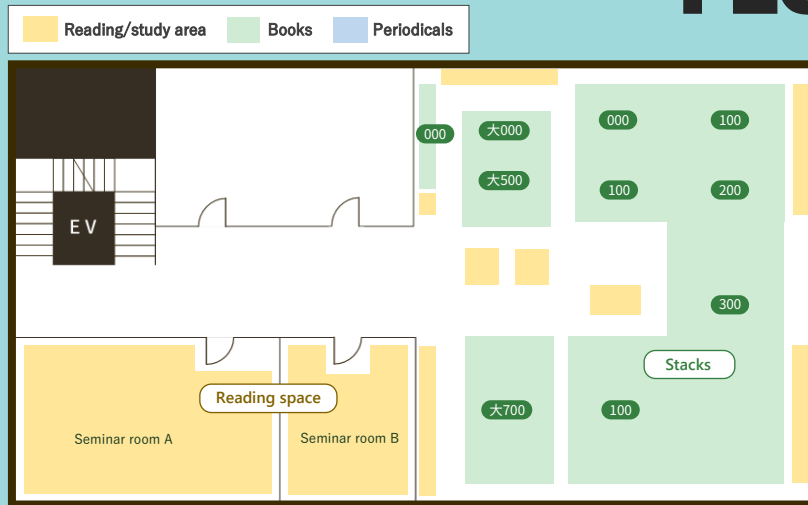 Reading/study area
Books
Periodicals
000
大000
大500
000
100
100
200
EV
300
Stacks
Reading space
大700
100
Seminar room A
Seminar room B